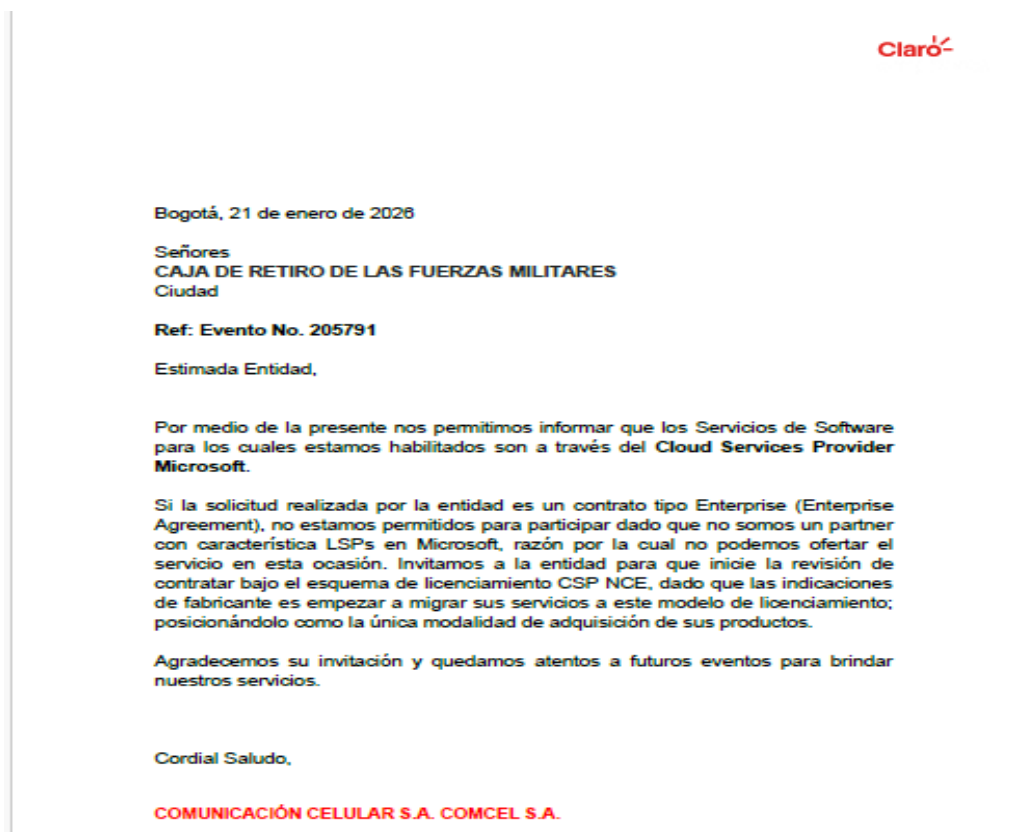 Claro
Bogotá, 21 de enero de 2026
Señores
CAJA DE RETIRO DE LAS FUERZAS MILITARES
Ciudad
Ref: Evento No. 205791
Estimada Entidad,
Por medio de la presente nos permitimos informar que los Servicios de Software
para los cuales estamos habilitados son a través del Cloud Services Provider
Microsoft.
Si la solicitud realizada por la entidad es un contrato tipo Enterprise (Enterprise
Agreement), no estamos permitidos para participar dado que no somos un partner
con característica LSPs en Microsoft, razón por la cual no podemos ofertar el
servicio en esta ocasión. Invitamos a la entidad para que inicie la revisión de
contratar bajo el esquema de licenciamiento CSP NCE, dado que las indicaciones
de fabricante es empezar a migrar sus servicios a este modelo de licenciamiento;
posicionándolo como la única modalidad de adquisición de sus productos.
Agradecemos su invitación y quedamos atentos a futuros eventos para brindar
nuestros servicios.
Cordial Saludo,
COMUNICACIÓN CELULAR S.A. COMCEL S.A.